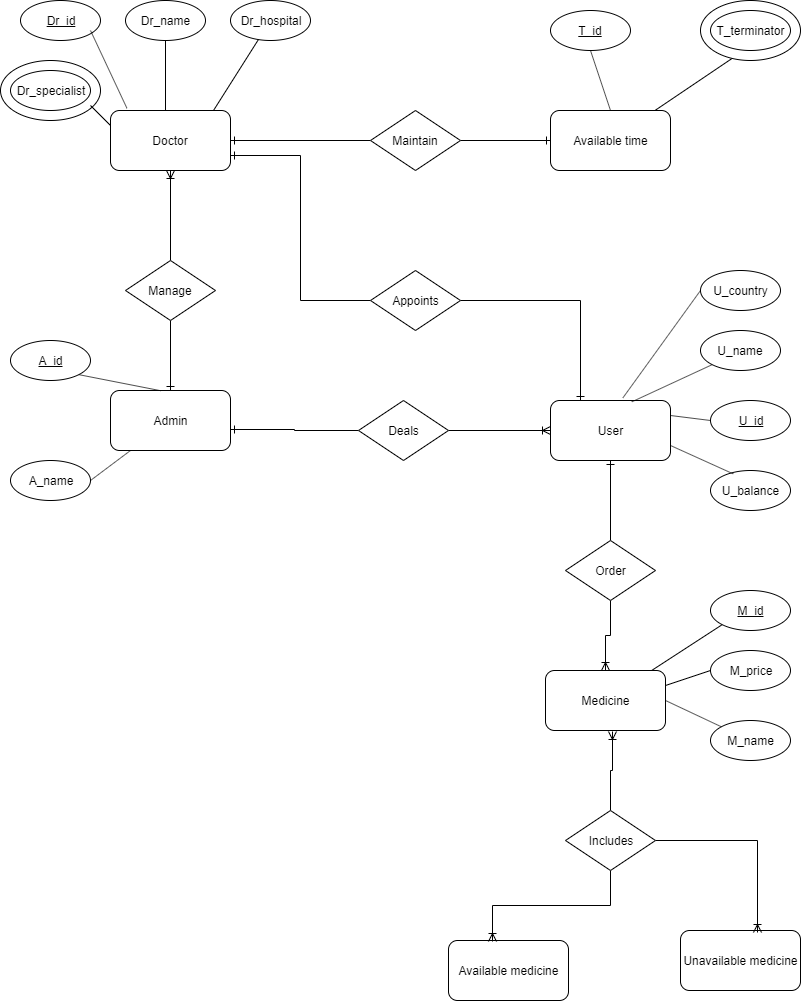 Dr_id
Dr_name
Dr_hospital
T_id
T_terminator
Dr_specialist
Doctor
Maintain
Available time
Manage
Appoints
U_country
U_name
A_id
Admin
Deals
User
U_id
A_name
U_balance
Order
M_id
M_price
Medicine
M_name
Includes
Available medicine
Unavailable medicine